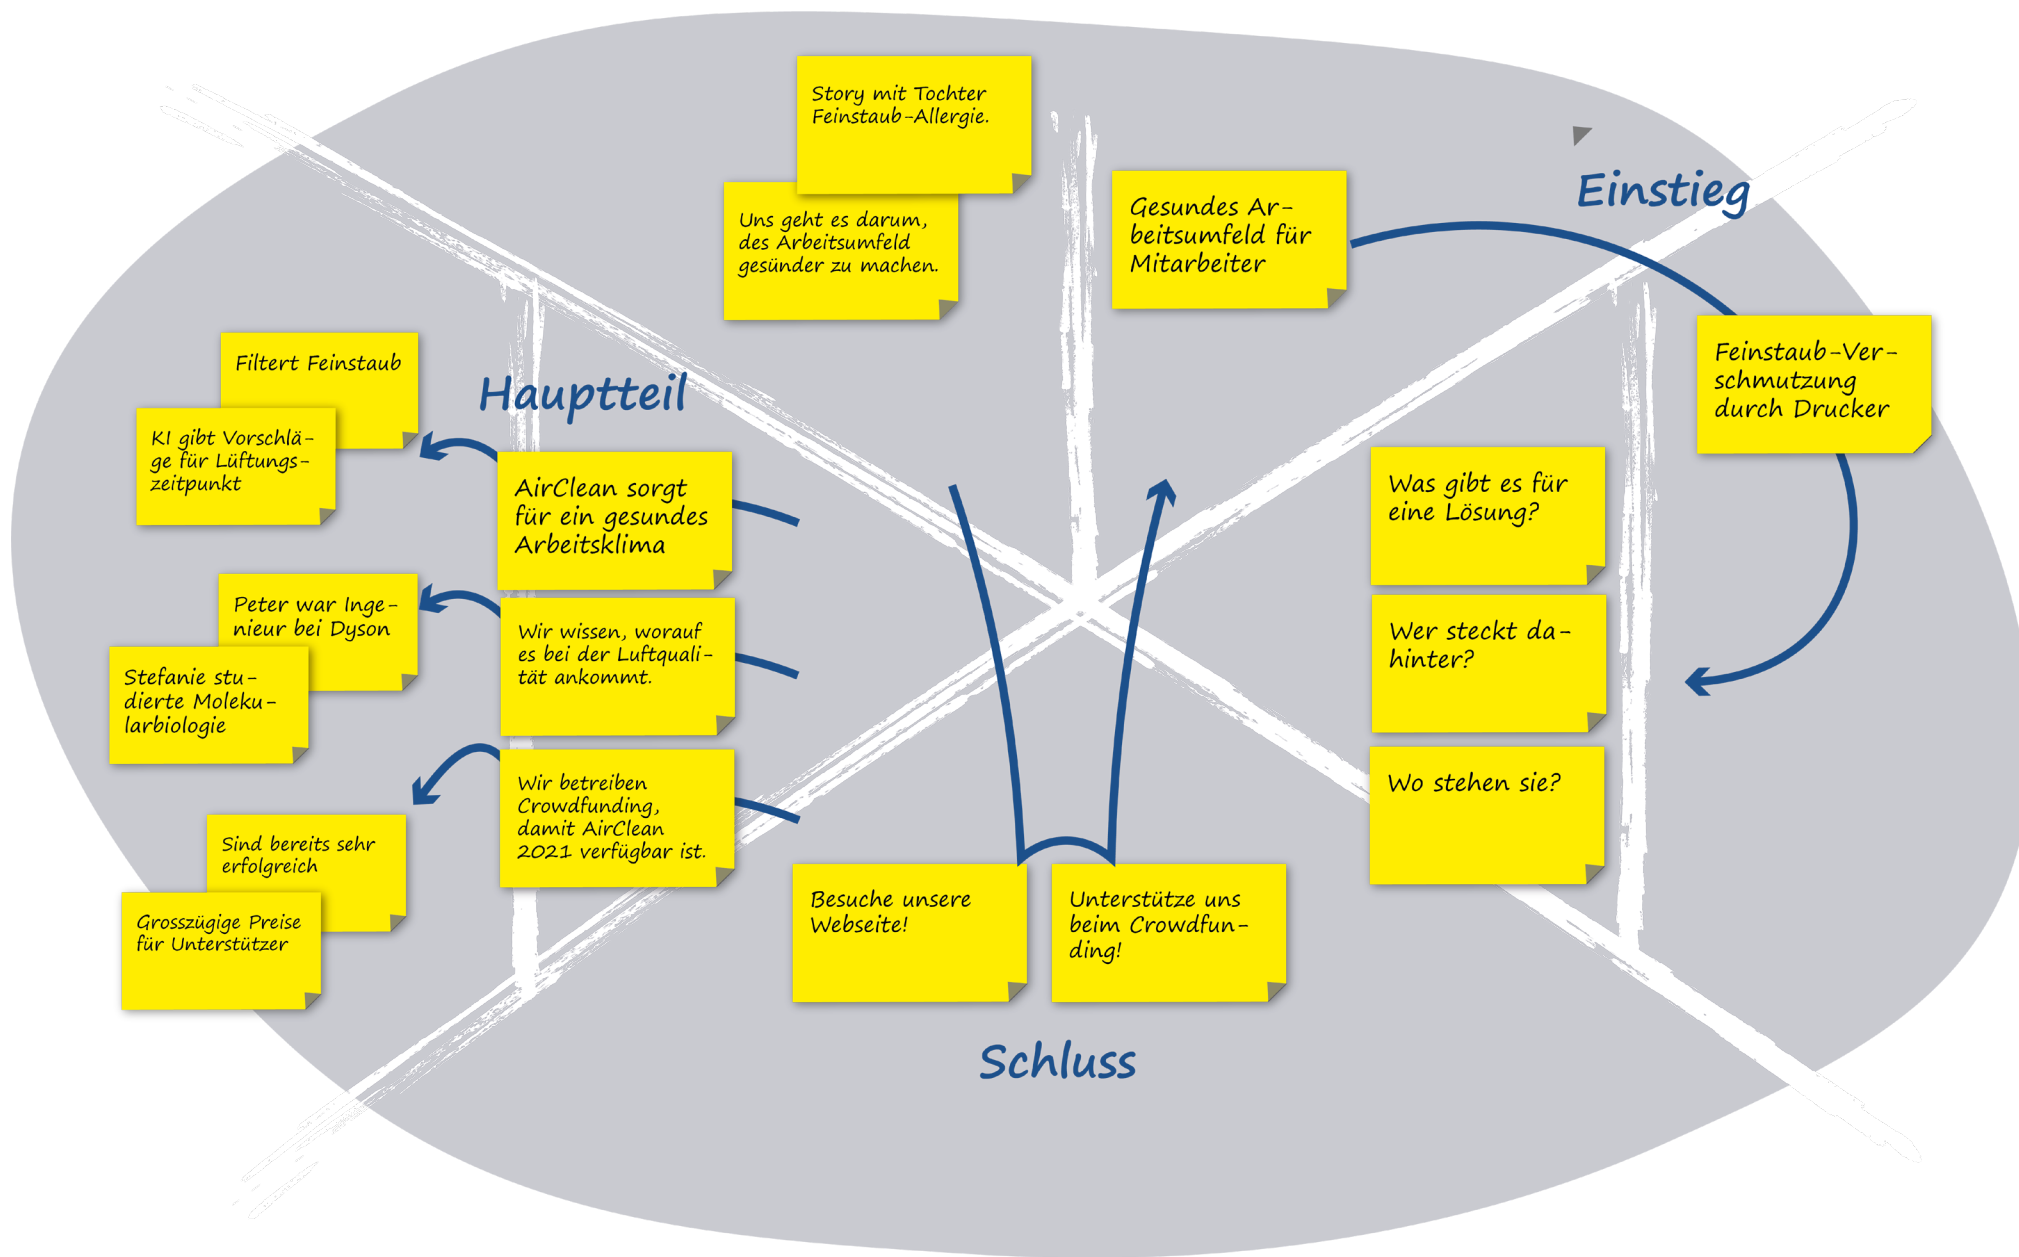 Story mit Tochter
Feinstaub-Allergie.
Uns geht es darum,
des Arbeitsumfeld
gesünder zu machen.
Gesundes Ar-
beitsumfeld für
Mitarbeiter
Einstieg
Feinstaub-Ver-
schmutzung
durch Drucker
Was gibt es für
eine Lösung?
Wer steckt da-
hinter?
Wo stehen sie?
Hauptteil
AirClean sorgt
für ein gesundes
Arbeitsklima
Filtert Feinstaub
KI gibt Vorschlä-
ge für Lüftungs-
zeitpunkt
Wir wissen, worauf
es bei der Luftquali-
tät ankommt.
Peter war Inge-
nieur bei Dyson
Stefanie stu-
dierte Moleku-
larbiologie
Wir betreiben
Crowdfunding,
damit AirClean
2021 verfügbar ist.
Sind bereits sehr
erfolgreich
Grosszügige Preise
für Unterstützer
Besuche unsere
Webseite!
Unterstütze uns
beim Crowdfun-
ding!
Schluss